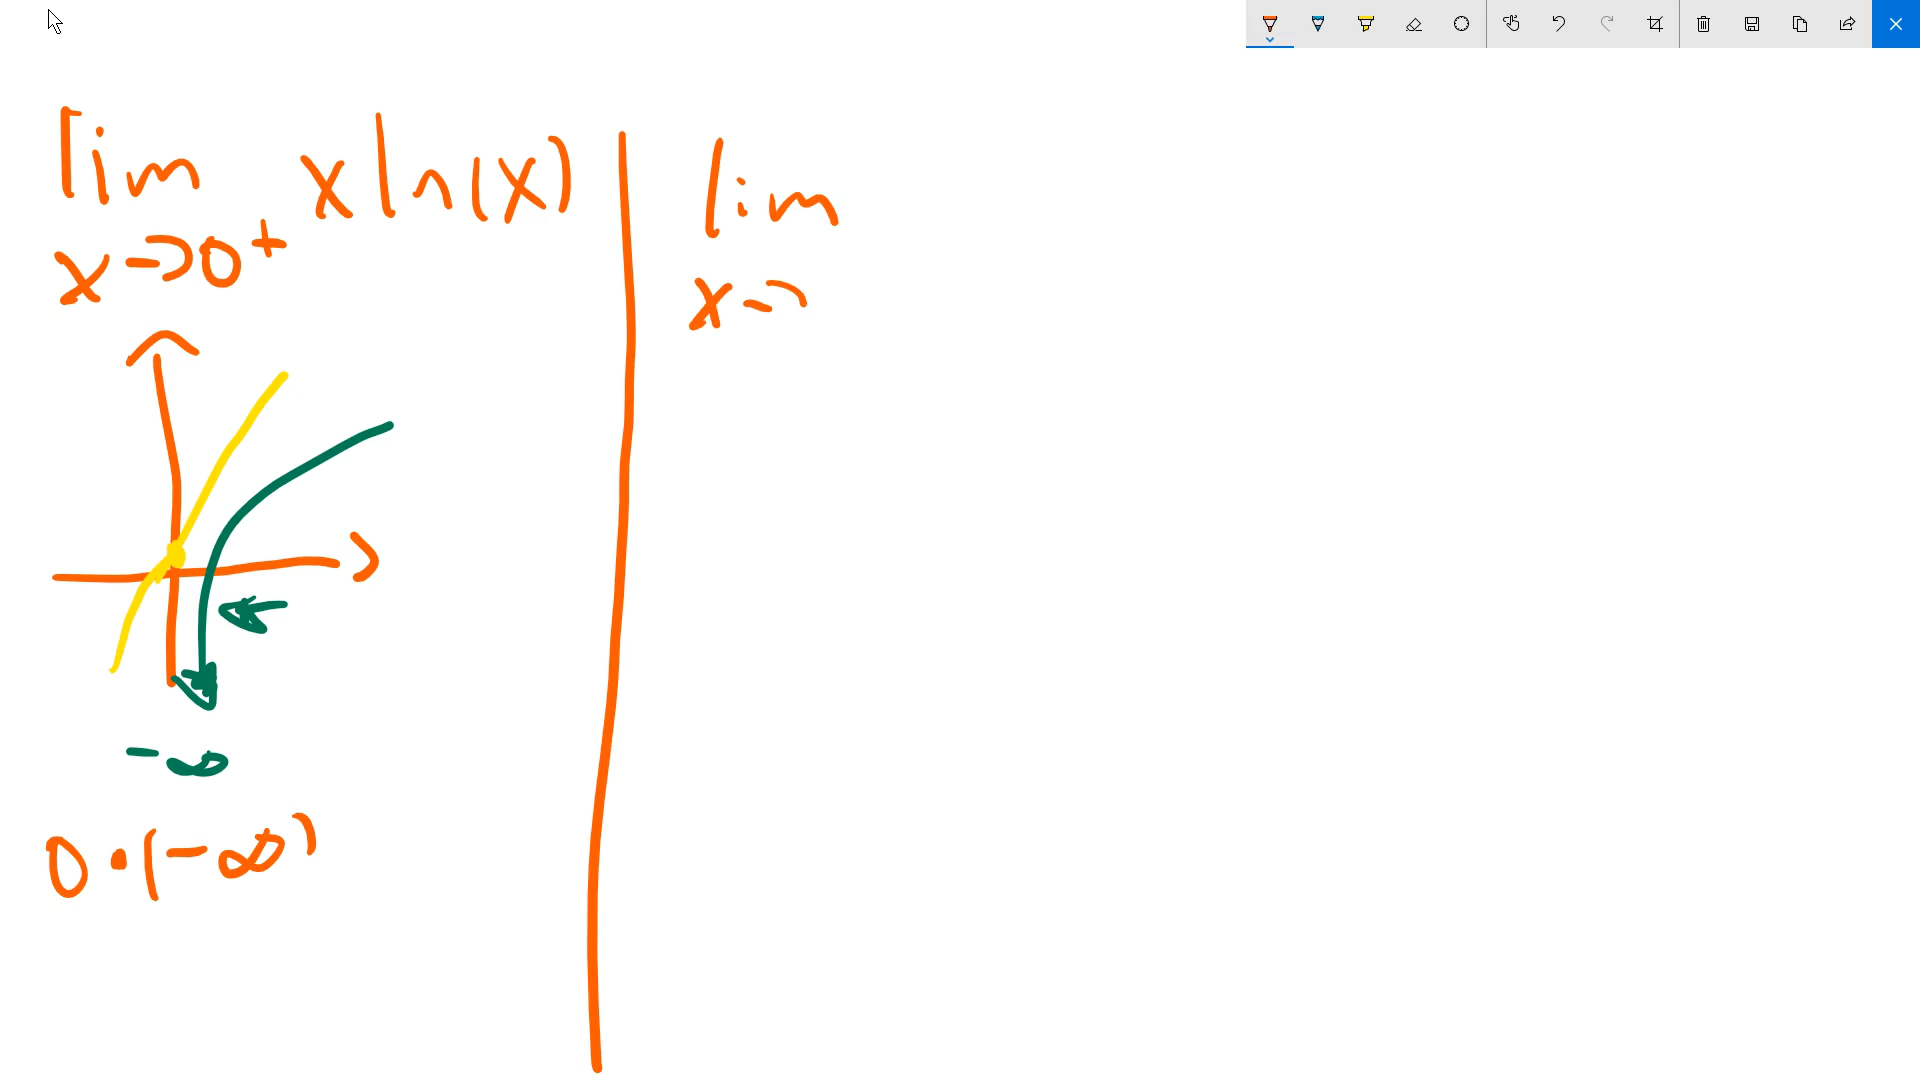 lim x ln(x)
x→0⁺
-∞
0·(-∞)
lim
x→